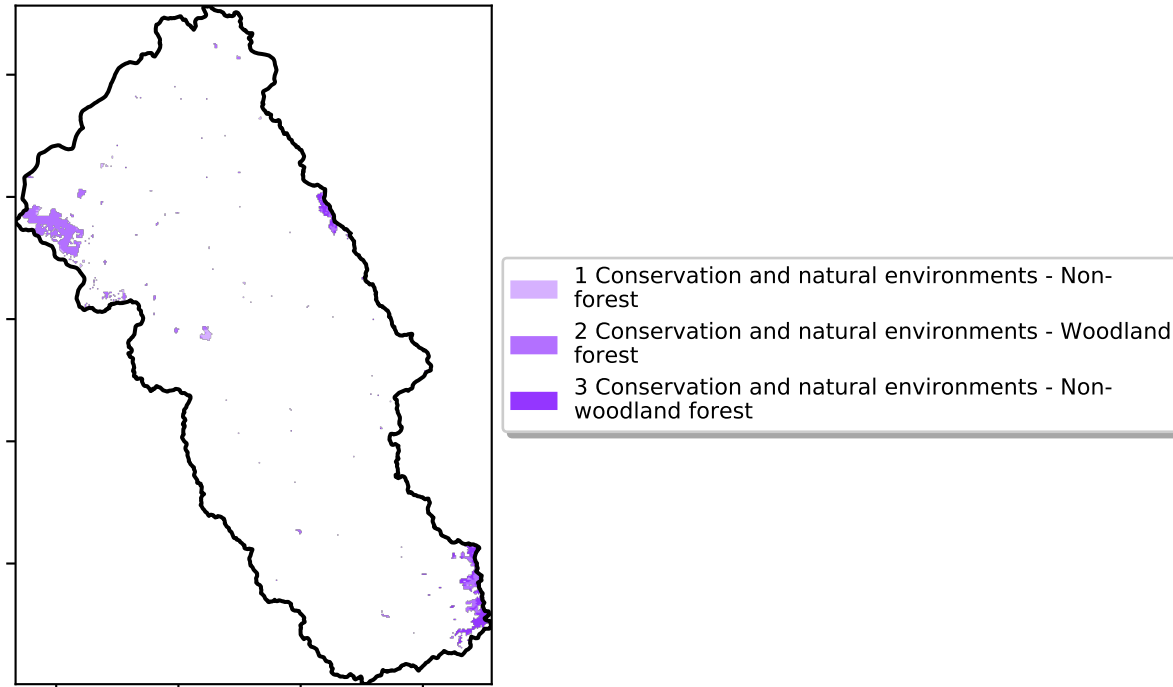 1 Conservation and natural environments - Non-
forest
2 Conservation and natural environments - Woodland
forest
3 Conservation and natural environments - Non-
woodland forest